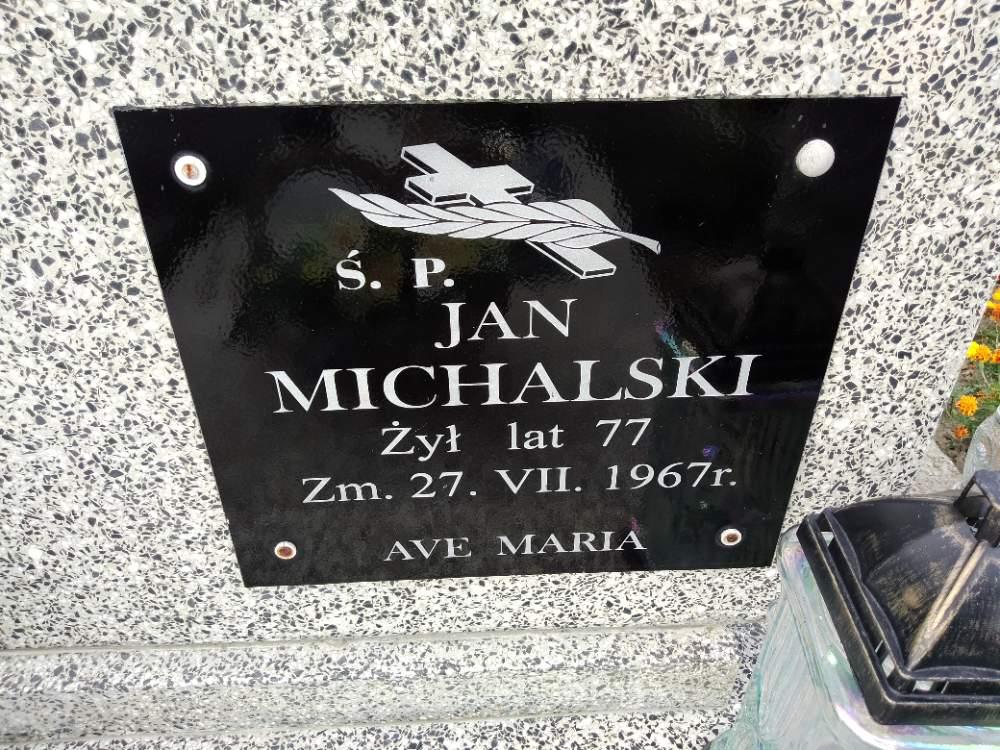 Ś. P.
JAN
MICHALSKI
Żył lat 77
Zm. 27. VII. 1967r.
AVE MARIA